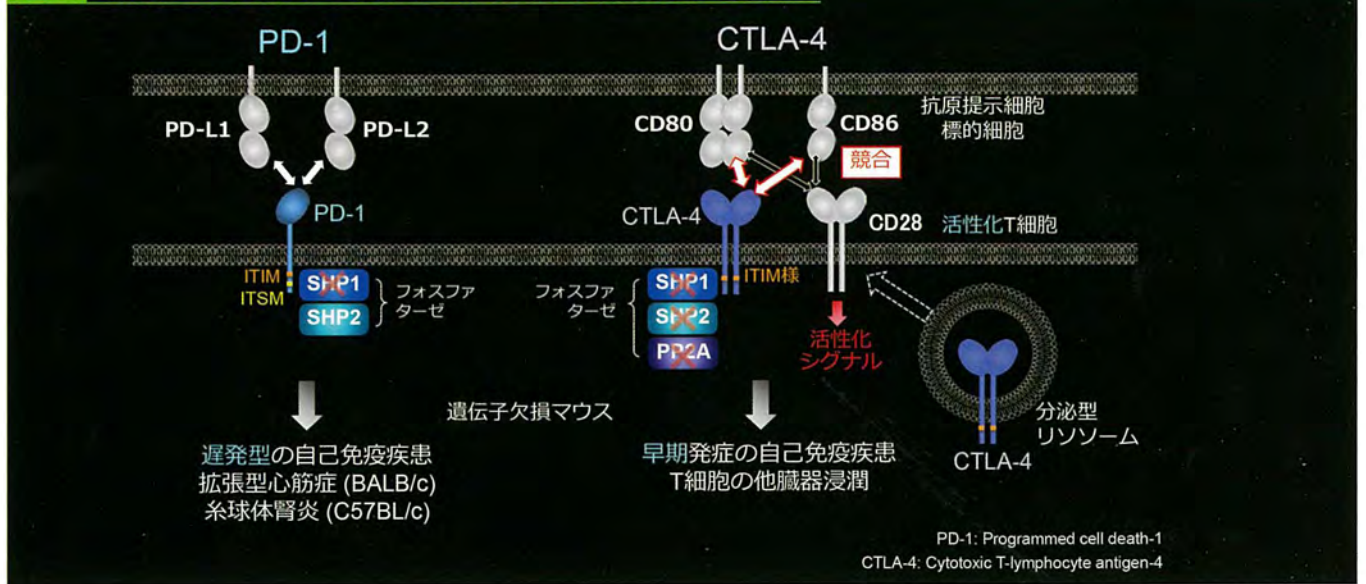 PD-1
CTLA-4
PD-L1
PD-L2
CD80
CD86
抗原提示細胞
標的細胞
競合
PD-1
CTLA-4
CD28
活性化T細胞
ITIM
ITSM
SHP1
SHP2
フォスファ
ターゼ
フォスファ
ターゼ
SHP1
SHP2
PP2A
ITIM様
活性化
シグナル
遺伝子欠損マウス
分泌型
リソソーム
CTLA-4
遅発型の自己免疫疾患
拡張型心筋症 (BALB/c)
糸球体腎炎 (C57BL/c)
早期発症の自己免疫疾患
T細胞の他臓器浸潤
PD-1: Programmed cell death-1
CTLA-4: Cytotoxic T-lymphocyte antigen-4